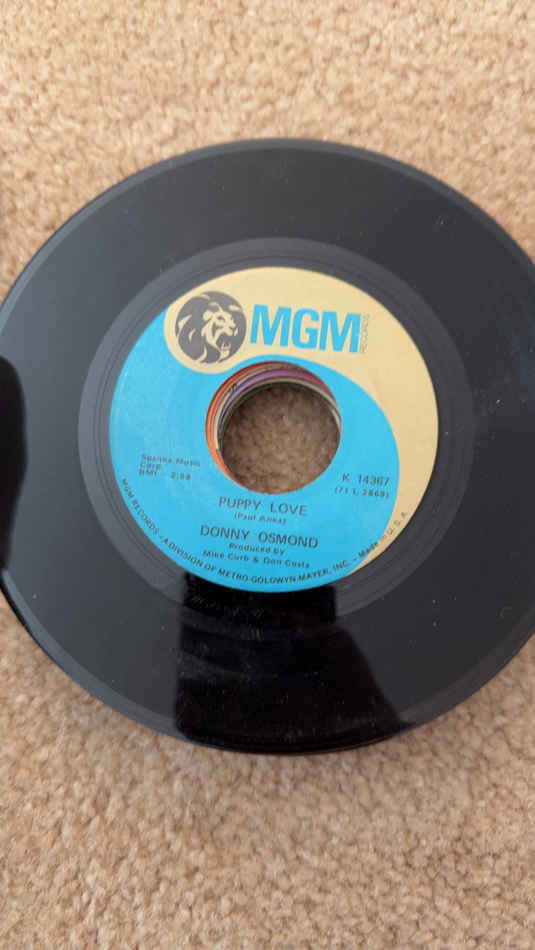 MGM
RECORDS
Spanka Music
Corp.
BMI - 2:58
K 14367
(71 L 2869)
PUPPY LOVE
(Paul Anka)
DONNY OSMOND
Produced by
Mike Curb & Don Costa
MGM RECORDS - A DIVISION OF METRO-GOLDWYN-MAYER, INC. - Made in U.S.A.